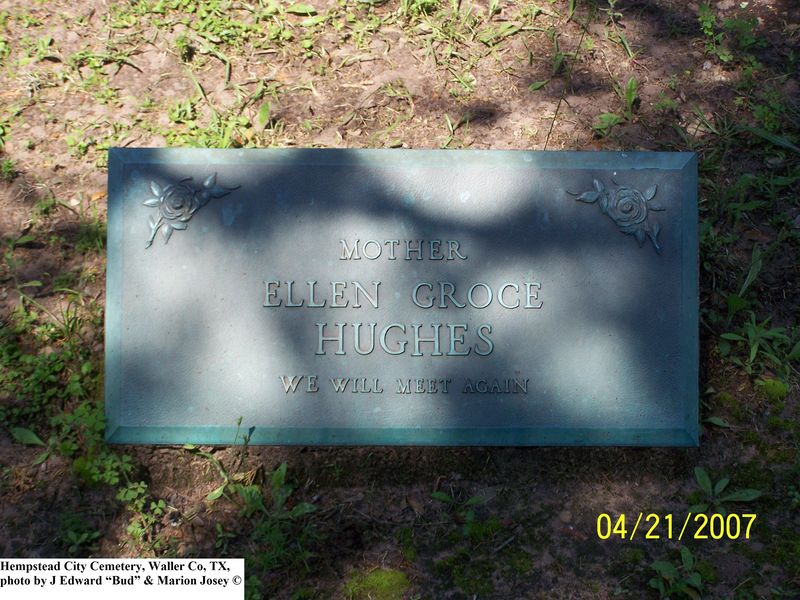 MOTHER
ELLEN GROCE
HUGHES
WE WILL MEET AGAIN
04/21/2007
Hempstead City Cemetery, Waller Co, TX,
photo by J Edward “Bud” & Marion Josey ©